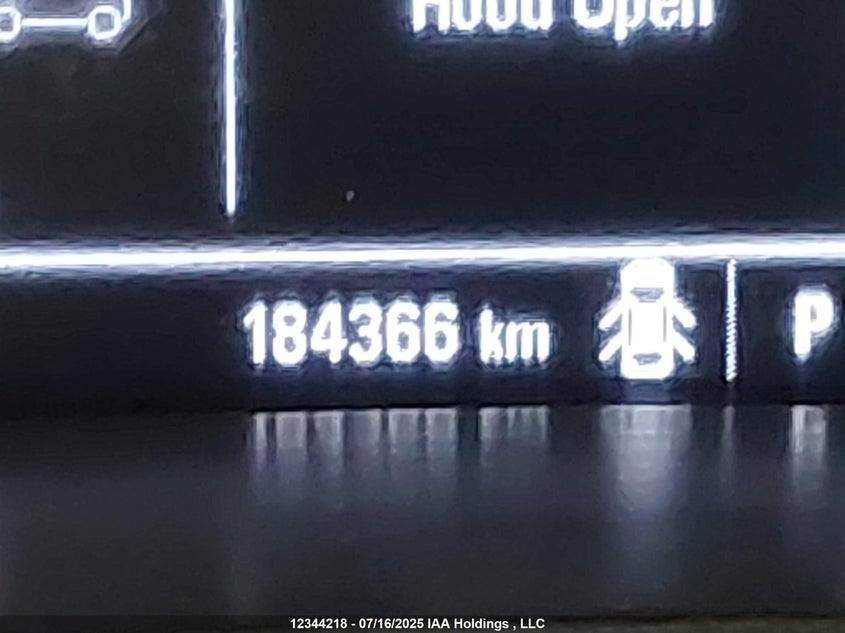 Hood Open
184366 km
P
12344218 - 07/16/2025 IAA Holdings , LLC